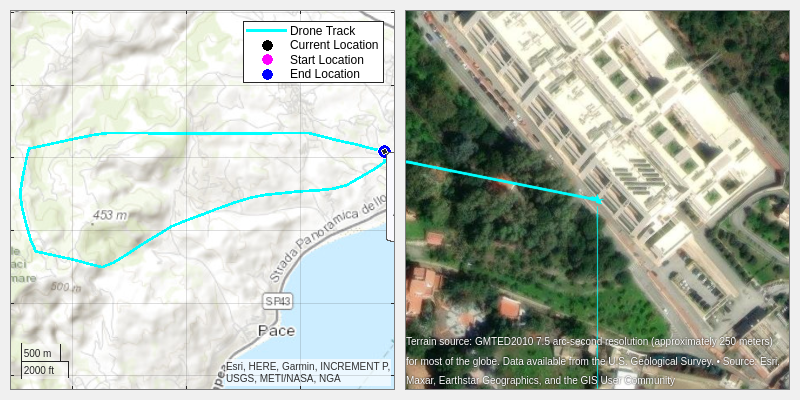 Drone Track
Current Location
Start Location
End Location
453 m
500 m
Strada Panoramica dello
SP43
Pace
500 m
2000 ft
Esri, HERE, Garmin, INCREMENT P,
USGS, METI/NASA, NGA
Terrain source: GMTED2010 7.5 arc-second resolution (approximately 250 meters)
for most of the globe. Data available from the U.S. Geological Survey. • Source: Esri,
Maxar, Earthstar Geographics, and the GIS User Community